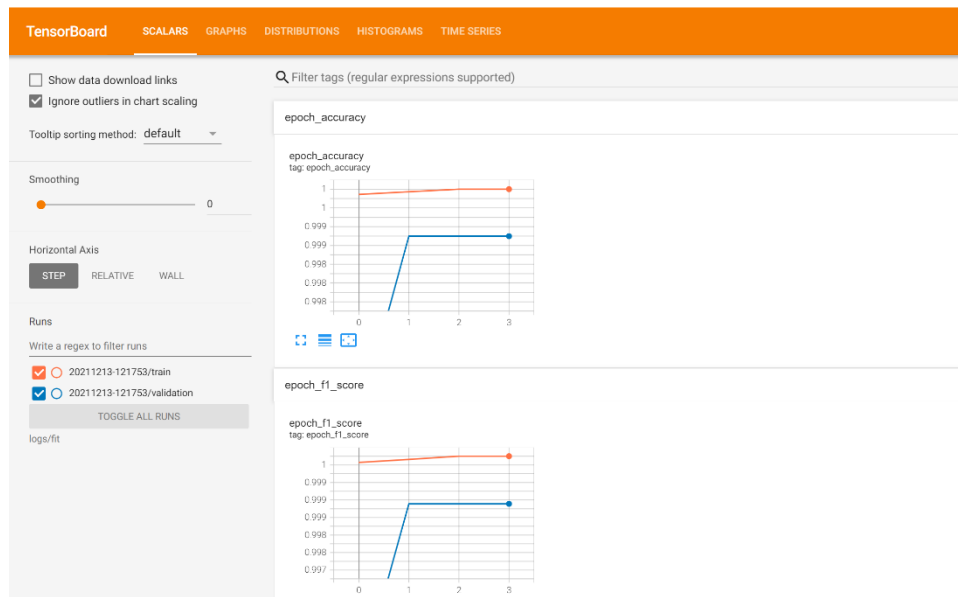 TensorBoard SCALARS GRAPHS DISTRIBUTIONS HISTOGRAMS TIME SERIES
Show data download links
Ignore outliers in chart scaling
Tooltip sorting method: default
Smoothing
0
Horizontal Axis
STEP RELATIVE WALL
Runs
Write a regex to filter runs
20211213-121753/train
20211213-121753/validation
TOGGLE ALL RUNS
logs/fit
Filter tags (regular expressions supported)
epoch_accuracy
epoch_accuracy
tag: epoch_accuracy
1
1
0.999
0.999
0.998
0.998
0.998
0 1 2 3
epoch_f1_score
epoch_f1_score
tag: epoch_f1_score
1
0.999
0.999
0.999
0.998
0.998
0.997
0 1 2 3